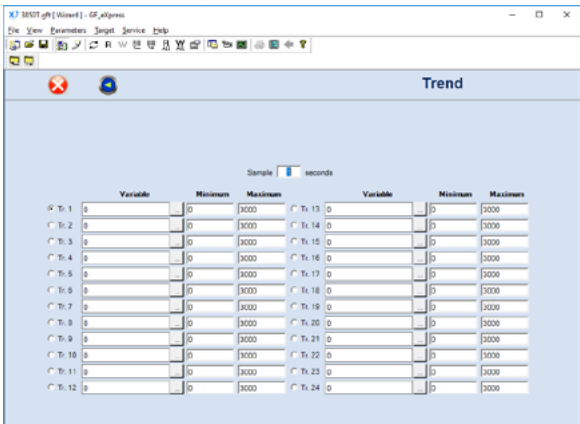 3850T.gft [ Wizard ] - GF_eXpress
File View Parameters Target Service Help
R W
Trend
Sample 1 seconds
Variable Minimum Maximum Variable Minimum Maximum
Tr. 1 0 ... 0 3000 Tr. 13 0 ... 0 3000
Tr. 2 0 ... 0 3000 Tr. 14 0 ... 0 3000
Tr. 3 0 ... 0 3000 Tr. 15 0 ... 0 3000
Tr. 4 0 ... 0 3000 Tr. 16 0 ... 0 3000
Tr. 5 0 ... 0 3000 Tr. 17 0 ... 0 3000
Tr. 6 0 ... 0 3000 Tr. 18 0 ... 0 3000
Tr. 7 0 ... 0 3000 Tr. 19 0 ... 0 3000
Tr. 8 0 ... 0 3000 Tr. 20 0 ... 0 3000
Tr. 9 0 ... 0 3000 Tr. 21 0 ... 0 3000
Tr. 10 0 ... 0 3000 Tr. 22 0 ... 0 3000
Tr. 11 0 ... 0 3000 Tr. 23 0 ... 0 3000
Tr. 12 0 ... 0 3000 Tr. 24 0 ... 0 3000